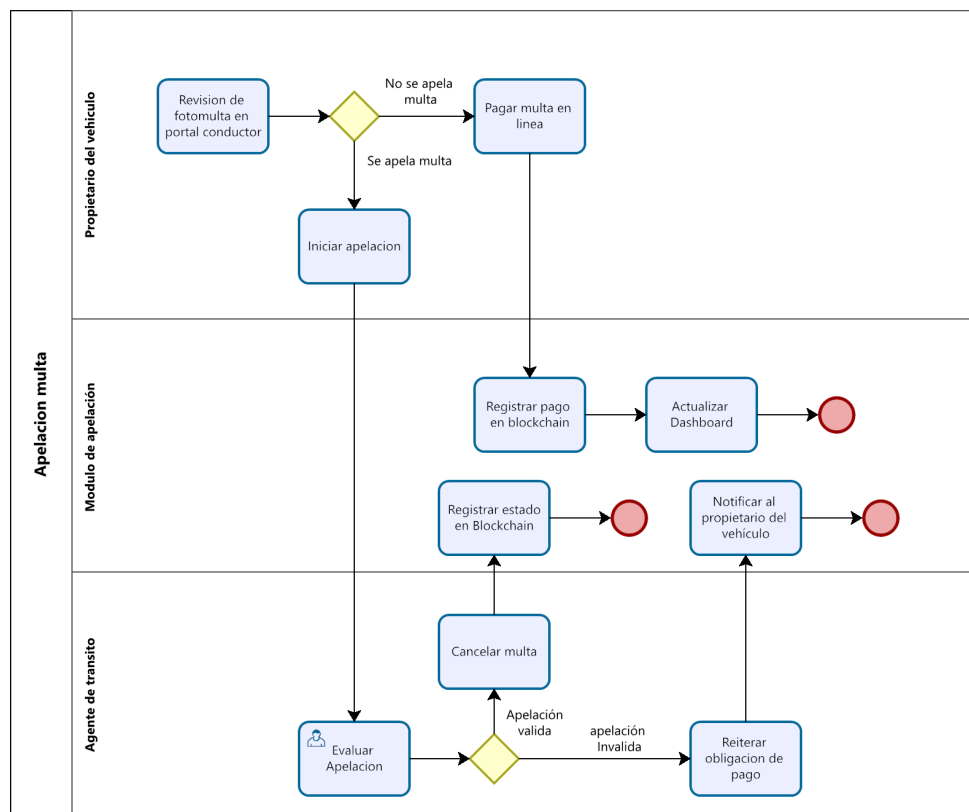 Apelacion multa
Propietario del vehiculo
Revision de
fotomulta en
portal conductor
No se apela
multa
Pagar multa en
linea
Se apela multa
Iniciar apelacion
Modulo de apelación
Registrar pago
en blockchain
Actualizar
Dashboard
Registrar estado
en Blockchain
Notificar al
propietario del
vehículo
Agente de transito
Cancelar multa
Apelación
valida
apelación
Invalida
Evaluar
Apelacion
Reiterar
obligacion de
pago